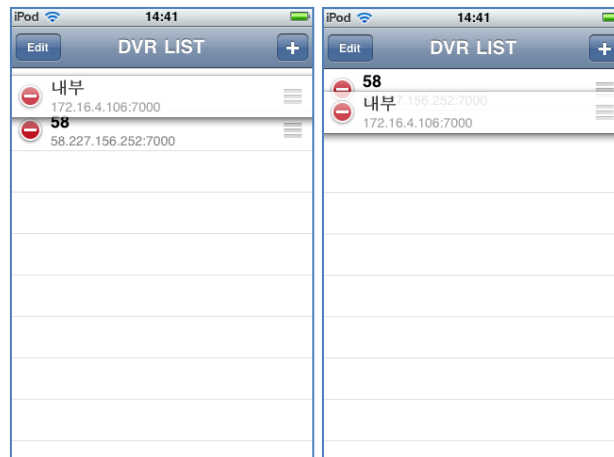 iPod 14:41
Edit DVR LIST +
내부
172.16.4.106:7000
58
58.227.156.252:7000
iPod 14:41
Edit DVR LIST +
58
7.156.252:7000
내부
172.16.4.106:7000